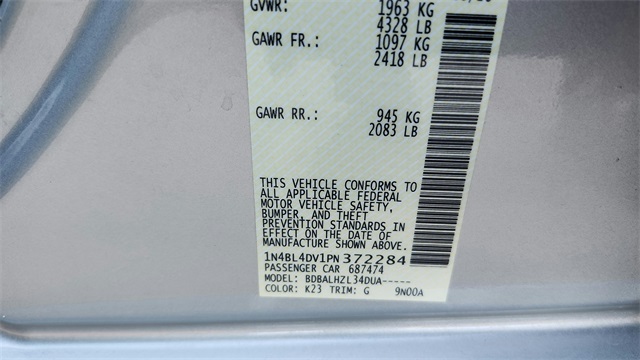 GVWR: 1963 KG
4328 LB
GAWR FR.: 1097 KG
2418 LB
GAWR RR.: 945 KG
2083 LB
THIS VEHICLE CONFORMS TO
ALL APPLICABLE FEDERAL
MOTOR VEHICLE SAFETY,
BUMPER, AND THEFT
PREVENTION STANDARDS IN
EFFECT ON THE DATE OF
MANUFACTURE SHOWN ABOVE.
1N4BL4DV1PN372284
PASSENGER CAR 687474
MODEL: BDBALHZL34DUA-----
COLOR: K23 TRIM: G 9N00A